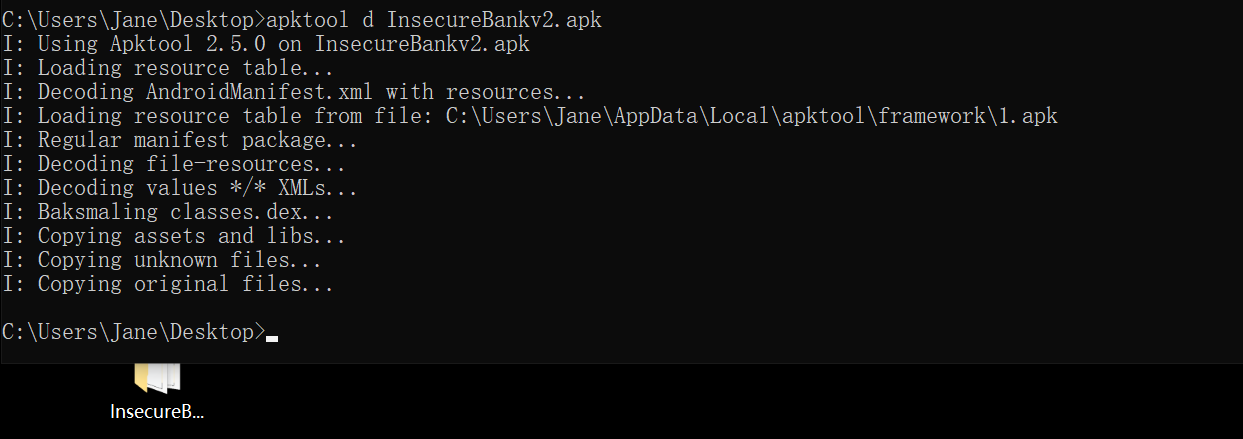 C:\Users\Jane\Desktop>apktool d InsecureBankv2.apk
I: Using Apktool 2.5.0 on InsecureBankv2.apk
I: Loading resource table...
I: Decoding AndroidManifest.xml with resources...
I: Loading resource table from file: C:\Users\Jane\AppData\Local\apktool\framework\1.apk
I: Regular manifest package...
I: Decoding file-resources...
I: Decoding values */* XMLs...
I: Baksmaling classes.dex...
I: Copying assets and libs...
I: Copying unknown files...
I: Copying original files...
C:\Users\Jane\Desktop>
InsecureB...